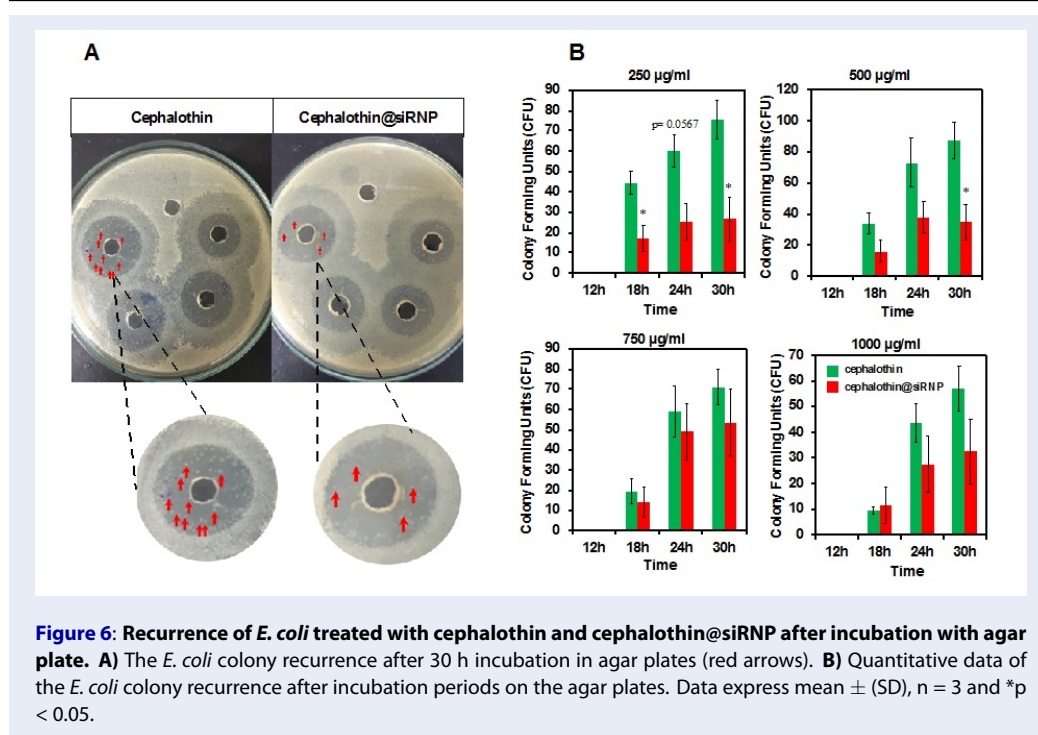 A
Cephalothin
Cephalothin@siRNP
B
250 µg/ml
Colony Forming Units (CFU)
90
80
70
60
50
40
30
20
10
0
p= 0.0567
*
*
12h 18h 24h 30h
Time
500 µg/ml
Colony Forming Units (CFU)
120
100
80
60
40
20
0
*
12h 18h 24h 30h
Time
750 µg/ml
Colony Forming Units (CFU)
90
80
70
60
50
40
30
20
10
0
12h 18h 24h 30h
Time
1000 µg/ml
Colony Forming Units (CFU)
70
60
50
40
30
20
10
0
cephalothin
cephalothin@siRNP
12h 18h 24h 30h
Time
Figure 6: Recurrence of E. coli treated with cephalothin and cephalothin@siRNP after incubation with agar
plate. A) The E. coli colony recurrence after 30 h incubation in agar plates (red arrows). B) Quantitative data of
the E. coli colony recurrence after incubation periods on the agar plates. Data express mean ± (SD), n = 3 and *p
< 0.05.